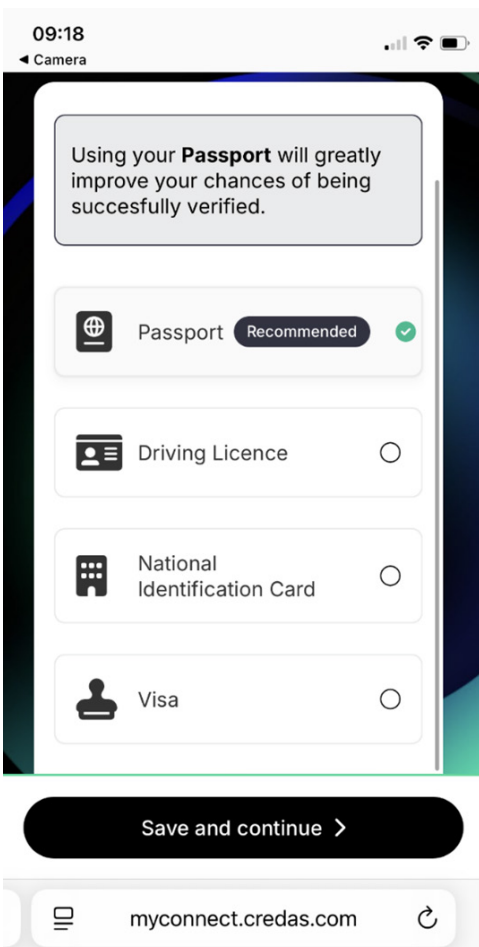 09:18
◀ Camera
Using your Passport will greatly
improve your chances of being
succesfully verified.
Passport Recommended
Driving Licence
National
Identification Card
Visa
Save and continue
myconnect.credas.com